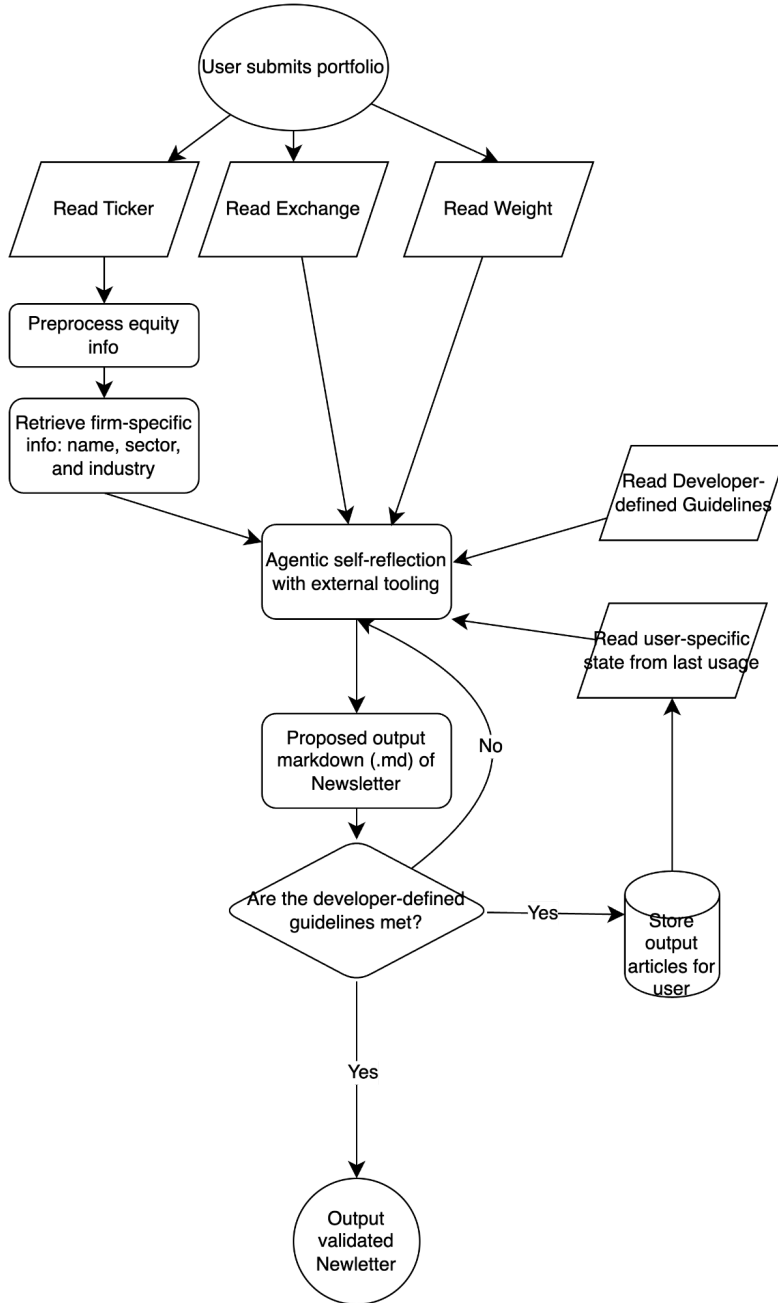 User submits portfolio
Read Ticker
Read Exchange
Read Weight
Preprocess equity
info
Retrieve firm-specific
info: name, sector,
and industry
Read Developer-
defined Guidelines
Agentic self-reflection
with external tooling
Read user-specific
state from last usage
Proposed output
markdown (.md) of
Newsletter
No
Are the developer-defined
guidelines met?
Yes
Store
output
articles for
user
Yes
Output
validated
Newletter